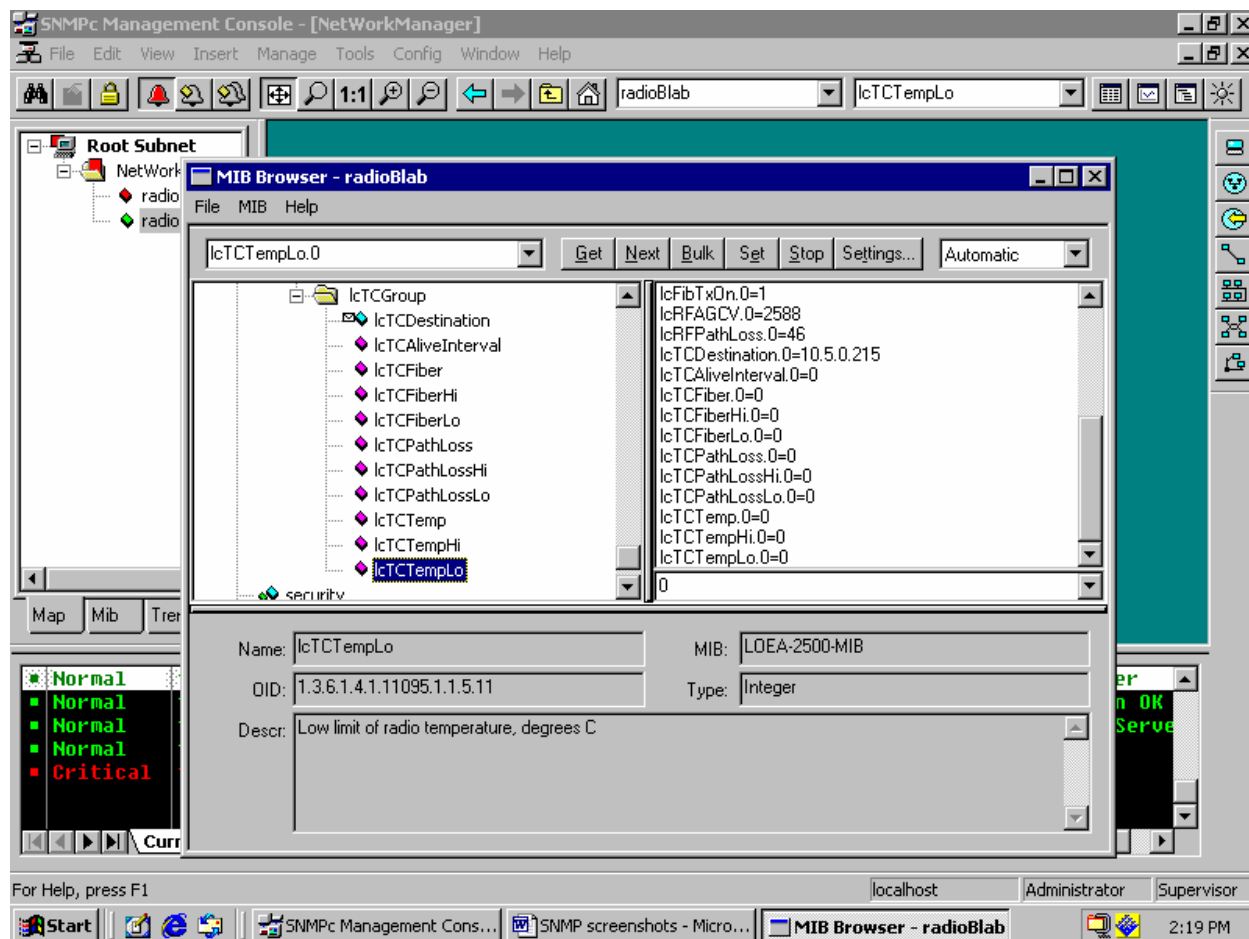 SNMPc Management Console - [NetWorkManager]
File Edit View Insert Manage Tools Config Window Help
1:1 radioBlab lcTCTempLo
Root Subnet
NetWork
radio
radio
MIB Browser - radioBlab
File MIB Help
lcTCTempLo.0 Get Next Bulk Set Stop Settings... Automatic
lcTCGroup
lcTCDestination
lcTCAliveInterval
lcTCFiber
lcTCFiberHi
lcTCFiberLo
lcTCPathLoss
lcTCPathLossHi
lcTCPathLossLo
lcTCTemp
lcTCTempHi
lcTCTempLo
security
lcFibTxOn.0=1
lcRFAGCV.0=2588
lcRFPathLoss.0=46
lcTCDestination.0=10.5.0.215
lcTCAliveInterval.0=0
lcTCFiber.0=0
lcTCFiberHi.0=0
lcTCFiberLo.0=0
lcTCPathLoss.0=0
lcTCPathLossHi.0=0
lcTCPathLossLo.0=0
lcTCTemp.0=0
lcTCTempHi.0=0
lcTCTempLo.0=0
0
Map Mib Trer
Name: lcTCTempLo MIB: LOEA-2500-MIB
OID: 1.3.6.1.4.1.11095.1.1.5.11 Type: Integer
Descr: Low limit of radio temperature, degrees C
Normal er
Normal n OK
Normal Serve
Normal
Critical
Curr
For Help, press F1 localhost Administrator Supervisor
Start SNMPc Management Cons... SNMP screenshots - Micro... MIB Browser - radioBlab 2:19 PM